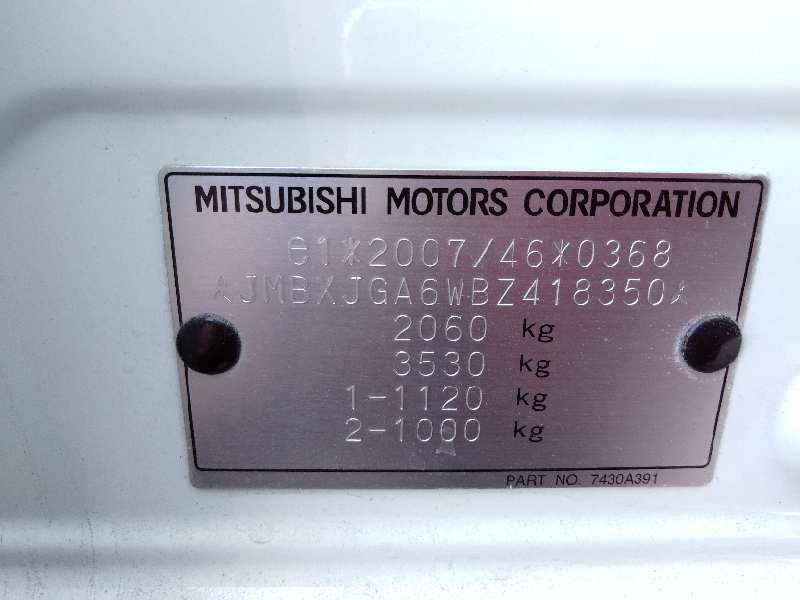 MITSUBISHI MOTORS CORPORATION
e1*2007/46*0368
*JMBXJGA6WBZ418350*
2060 kg
3530 kg
1-1120 kg
2-1000 kg
PART NO. 7430A391